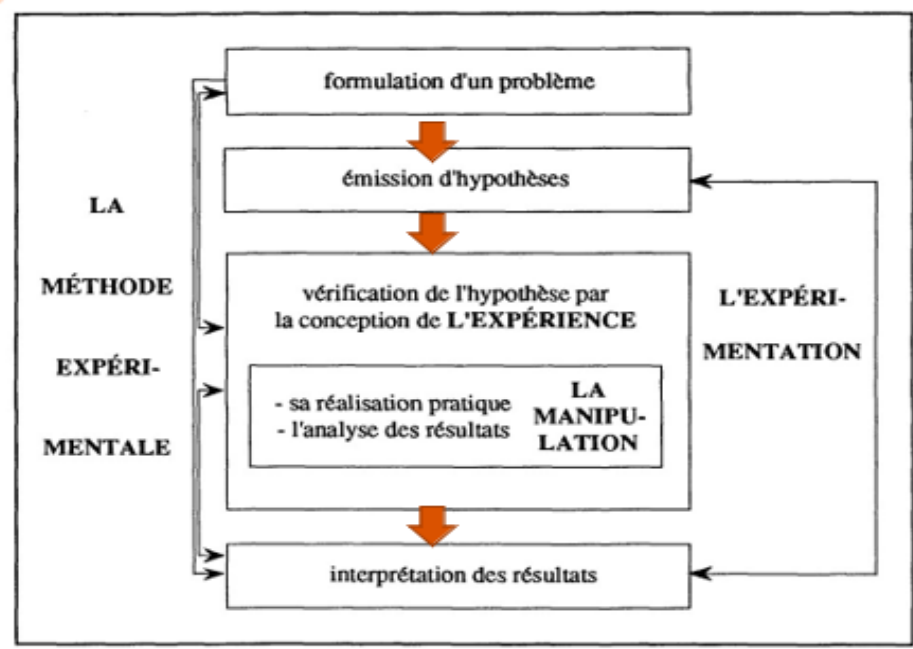 formulation d'un problème
émission d'hypothèses
LA
MÉTHODE
EXPÉRI-
MENTALE
vérification de l'hypothèse par
la conception de L'EXPÉRIENCE
- sa réalisation pratique
- l'analyse des résultats
LA
MANIPU-
LATION
L'EXPÉRI-
MENTATION
interprétation des résultats